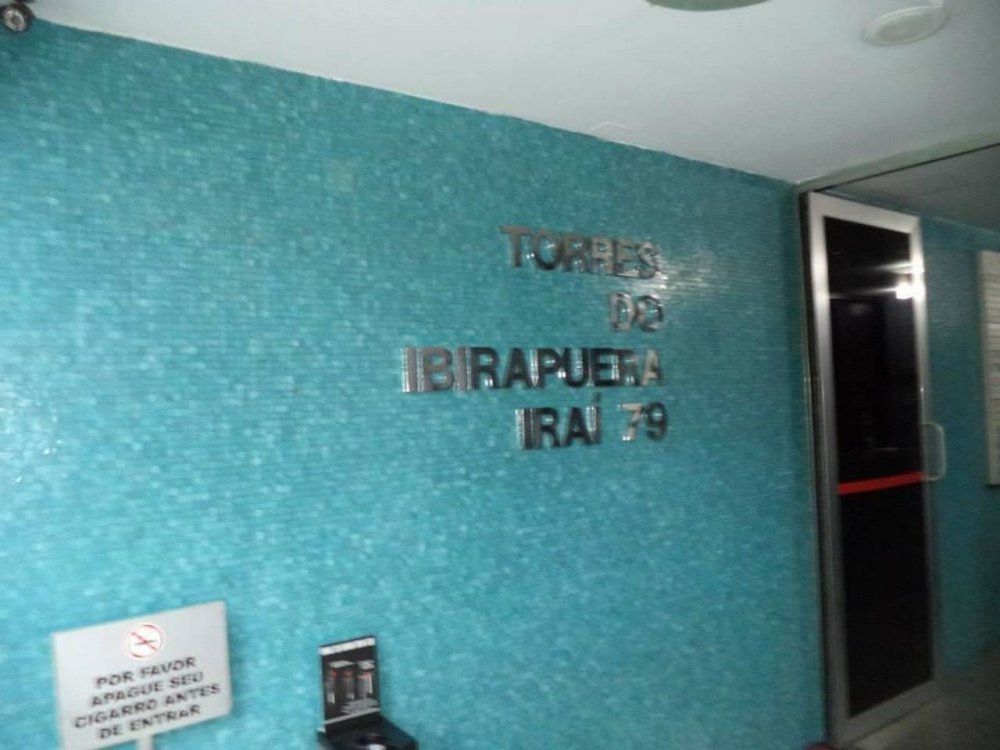 TORRES
DO
IBIRAPUERA
IRAÍ 79
POR FAVOR
APAGUE SEU
CIGARRO ANTES
DE ENTRAR